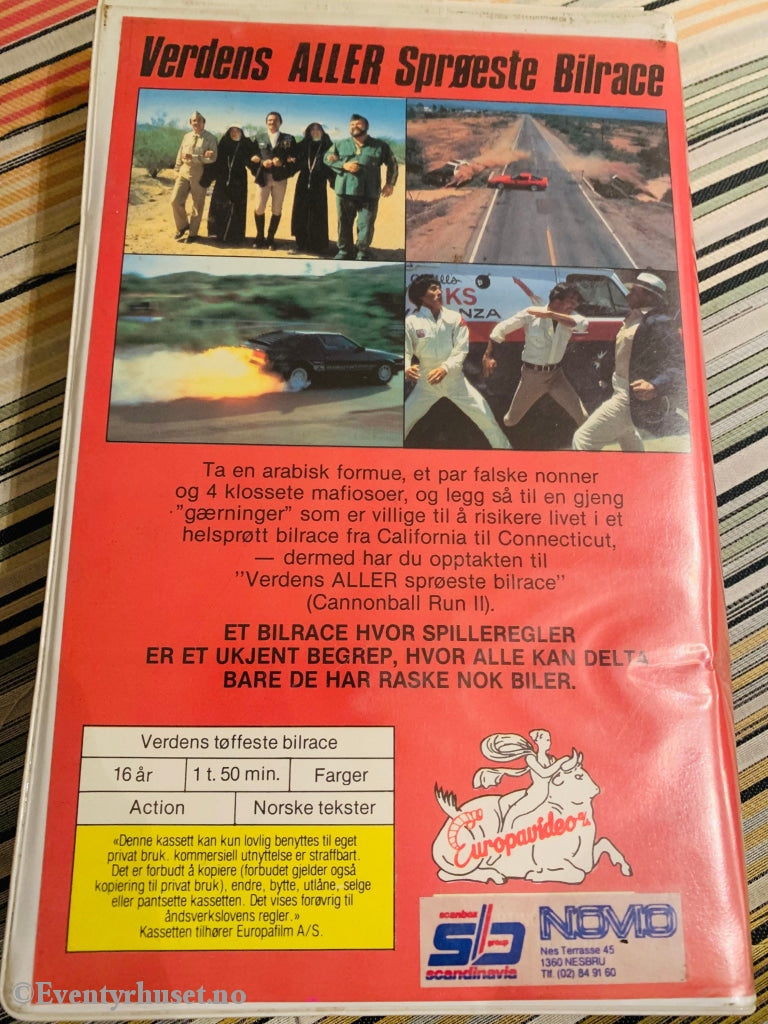 Verdens ALLER Sprøeste Bilrace
KS
NZA
Ta en arabisk formue, et par falske nonner
og 4 klossete mafiosoer, og legg så til en gjeng
"gærninger" som er villige til å risikere livet i et
helsprøtt bilrace fra California til Connecticut,
— dermed har du opptakten til
"Verdens ALLER sprøeste bilrace"
(Cannonball Run II).
ET BILRACE HVOR SPILLEREGLER
ER ET UKJENT BEGREP, HVOR ALLE KAN DELTA
BARE DE HAR RASKE NOK BILER.
Verdens tøffeste bilrace
16 år 1 t. 50 min. Farger
Action Norske tekster
«Denne kassett kan kun lovlig benyttes til eget
privat bruk. kommersiell utnyttelse er straffbart.
Det er forbudt å kopiere (forbudet gjelder også
kopiering til privat bruk), endre, bytte, utlåne, selge
eller pantsette kassetten. Det vises forøvrig til
åndsverkslovens regler.»
Kassetten tilhører Europafilm A/S.
Europavideo
scanbox
sb group
scandinavia
NOVIO
Nes Terrasse 45
1360 NESBRU
Tlf. (02) 84 91 60
©Eventyrhuset.no